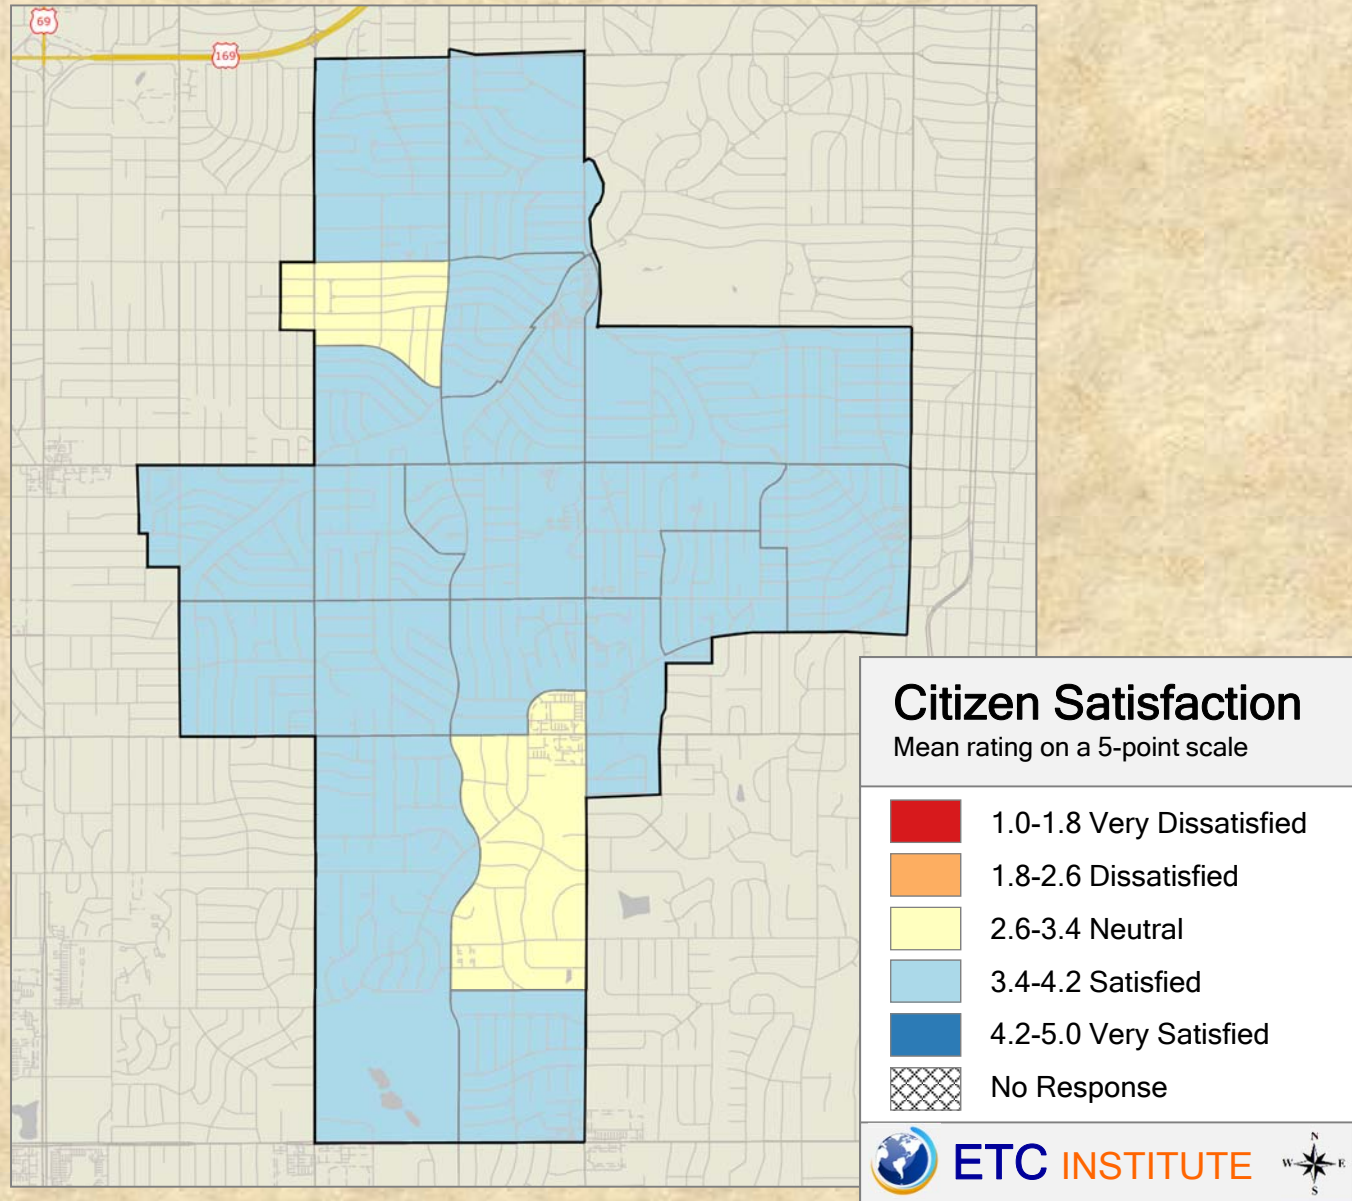 69
169
Citizen Satisfaction
Mean rating on a 5-point scale
1.0-1.8 Very Dissatisfied
1.8-2.6 Dissatisfied
2.6-3.4 Neutral
3.4-4.2 Satisfied
4.2-5.0 Very Satisfied
No Response
ETC INSTITUTE
N
W E
S